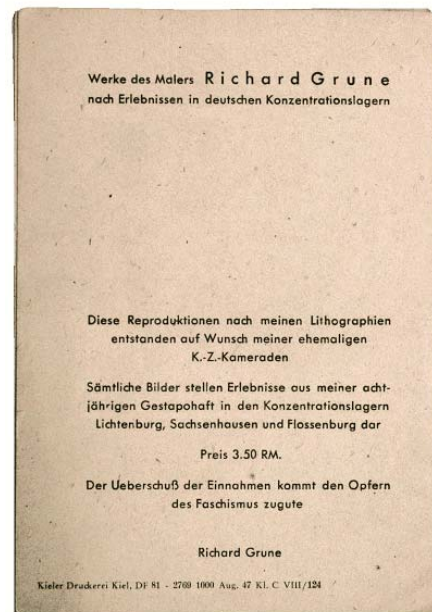 Werke des Malers Richard Grune
nach Erlebnissen in deutschen Konzentrationslagern
Diese Reproduktionen nach meinen Lithographien
entstanden auf Wunsch meiner ehemaligen
K.-Z.-Kameraden
Sämtliche Bilder stellen Erlebnisse aus meiner acht-
jährigen Gestapohaft in den Konzentrationslagern
Lichtenburg, Sachsenhausen und Flossenburg dar
Preis 3.50 RM.
Der Ueberschuß der Einnahmen kommt den Opfern
des Faschismus zugute
Richard Grune
Kieler Druckerei Kiel, DF 81 - 2769 1000 Aug. 47 Kl. C VIII/124